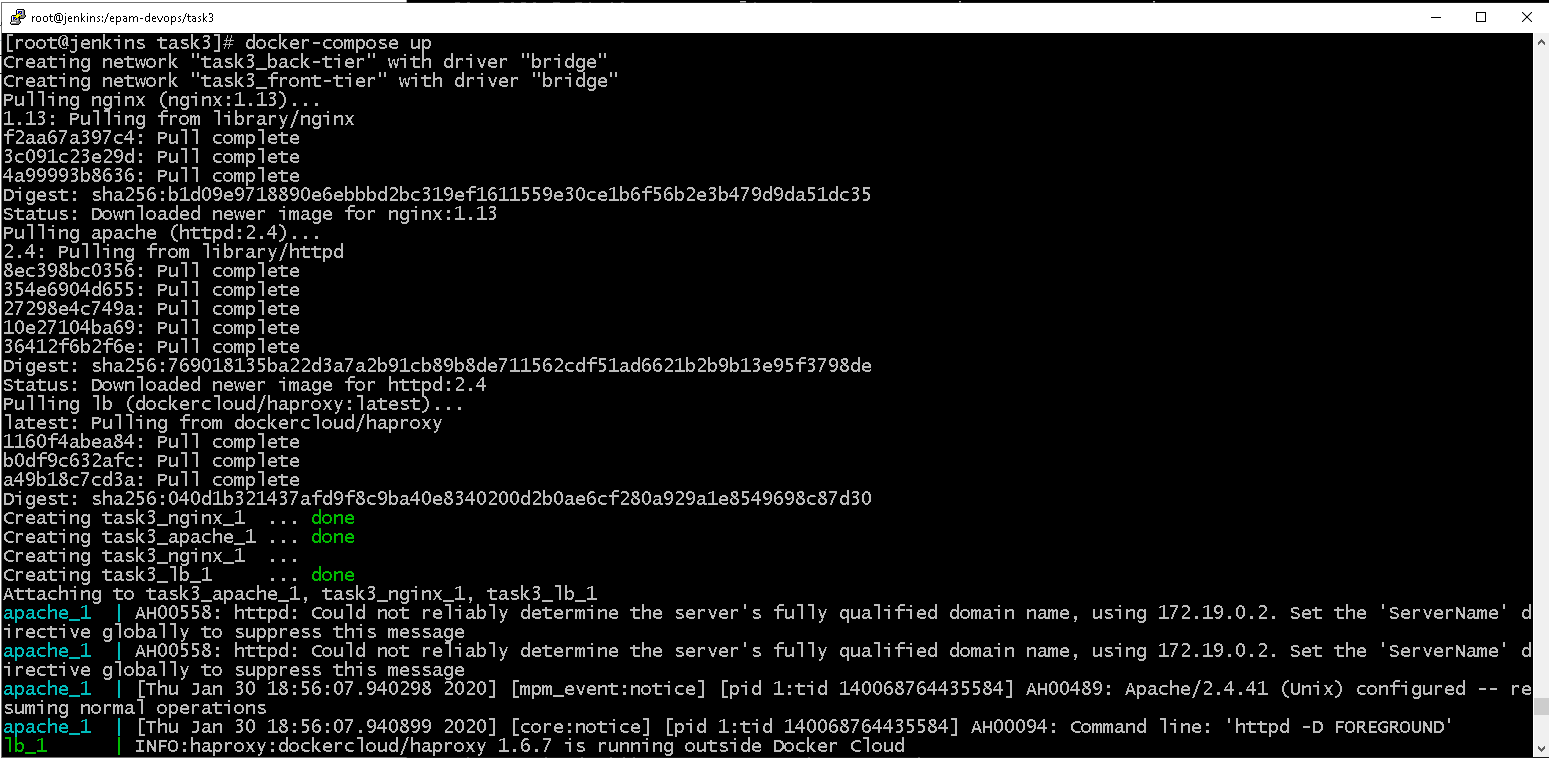 root@jenkins:/epam-devops/task3
[root@jenkins task3]# docker-compose up
Creating network "task3_back-tier" with driver "bridge"
Creating network "task3_front-tier" with driver "bridge"
Pulling nginx (nginx:1.13)...
1.13: Pulling from library/nginx
f2aa67a397c4: Pull complete
3c091c23e29d: Pull complete
4a99993b8636: Pull complete
Digest: sha256:b1d09e9718890e6ebbbd2bc319ef1611559e30ce1b6f56b2e3b479d9da51dc35
Status: Downloaded newer image for nginx:1.13
Pulling apache (httpd:2.4)...
2.4: Pulling from library/httpd
8ec398bc0356: Pull complete
354e6904d655: Pull complete
27298e4c749a: Pull complete
10e27104ba69: Pull complete
36412f6b2f6e: Pull complete
Digest: sha256:769018135ba22d3a7a2b91cb89b8de711562cdf51ad6621b2b9b13e95f3798de
Status: Downloaded newer image for httpd:2.4
Pulling lb (dockercloud/haproxy:latest)...
latest: Pulling from dockercloud/haproxy
1160f4abea84: Pull complete
b0df9c632afc: Pull complete
a49b18c7cd3a: Pull complete
Digest: sha256:040d1b321437afd9f8c9ba40e8340200d2b0ae6cf280a929a1e8549698c87d30
Creating task3_nginx_1  ... done
Creating task3_apache_1 ... done
Creating task3_nginx_1  ...
Creating task3_lb_1     ... done
Attaching to task3_apache_1, task3_nginx_1, task3_lb_1
apache_1  | AH00558: httpd: Could not reliably determine the server's fully qualified domain name, using 172.19.0.2. Set the 'ServerName' d
irective globally to suppress this message
apache_1  | AH00558: httpd: Could not reliably determine the server's fully qualified domain name, using 172.19.0.2. Set the 'ServerName' d
irective globally to suppress this message
apache_1  | [Thu Jan 30 18:56:07.940298 2020] [mpm_event:notice] [pid 1:tid 140068764435584] AH00489: Apache/2.4.41 (Unix) configured -- re
suming normal operations
apache_1  | [Thu Jan 30 18:56:07.940899 2020] [core:notice] [pid 1:tid 140068764435584] AH00094: Command line: 'httpd -D FOREGROUND'
lb_1      | INFO:haproxy:dockercloud/haproxy 1.6.7 is running outside Docker Cloud